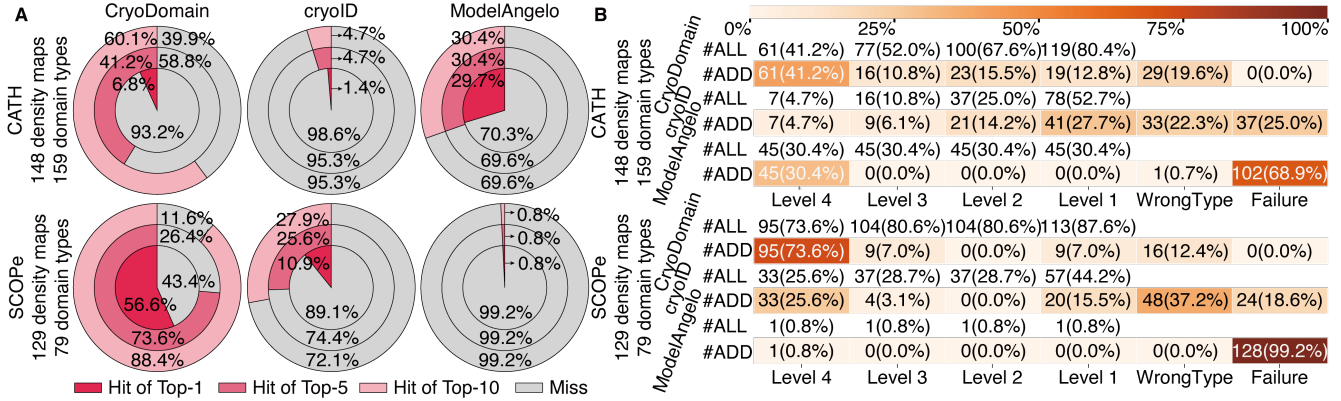 A
CryoDomain
cryoID
ModelAngelo
CATH
148 density maps
159 domain types
60.1%
39.9%
41.2%
58.8%
6.8%
93.2%
4.7%
4.7%
1.4%
98.6%
95.3%
95.3%
30.4%
30.4%
29.7%
70.3%
69.6%
69.6%
SCOPe
129 density maps
79 domain types
11.6%
26.4%
43.4%
56.6%
73.6%
88.4%
27.9%
25.6%
10.9%
89.1%
74.4%
72.1%
0.8%
0.8%
0.8%
99.2%
99.2%
99.2%
Hit of Top-1 Hit of Top-5 Hit of Top-10 Miss
B
0% 25% 50% 75% 100%
CATH
148 density maps
159 domain types
CryoDomain
#ALL 61(41.2%) 77(52.0%) 100(67.6%) 119(80.4%)
#ADD 61(41.2%) 16(10.8%) 23(15.5%) 19(12.8%) 29(19.6%) 0(0.0%)
cryoID
#ALL 7(4.7%) 16(10.8%) 37(25.0%) 78(52.7%)
#ADD 7(4.7%) 9(6.1%) 21(14.2%) 41(27.7%) 33(22.3%) 37(25.0%)
ModelAngelo
#ALL 45(30.4%) 45(30.4%) 45(30.4%) 45(30.4%)
#ADD 45(30.4%) 0(0.0%) 0(0.0%) 0(0.0%) 1(0.7%) 102(68.9%)
Level 4 Level 3 Level 2 Level 1 WrongType Failure
SCOPe
129 density maps
79 domain types
CryoDomain
#ALL 95(73.6%) 104(80.6%) 104(80.6%) 113(87.6%)
#ADD 95(73.6%) 9(7.0%) 0(0.0%) 9(7.0%) 16(12.4%) 0(0.0%)
cryoID
#ALL 33(25.6%) 37(28.7%) 37(28.7%) 57(44.2%)
#ADD 33(25.6%) 4(3.1%) 0(0.0%) 20(15.5%) 48(37.2%) 24(18.6%)
ModelAngelo
#ALL 1(0.8%) 1(0.8%) 1(0.8%) 1(0.8%)
#ADD 1(0.8%) 0(0.0%) 0(0.0%) 0(0.0%) 0(0.0%) 128(99.2%)
Level 4 Level 3 Level 2 Level 1 WrongType Failure